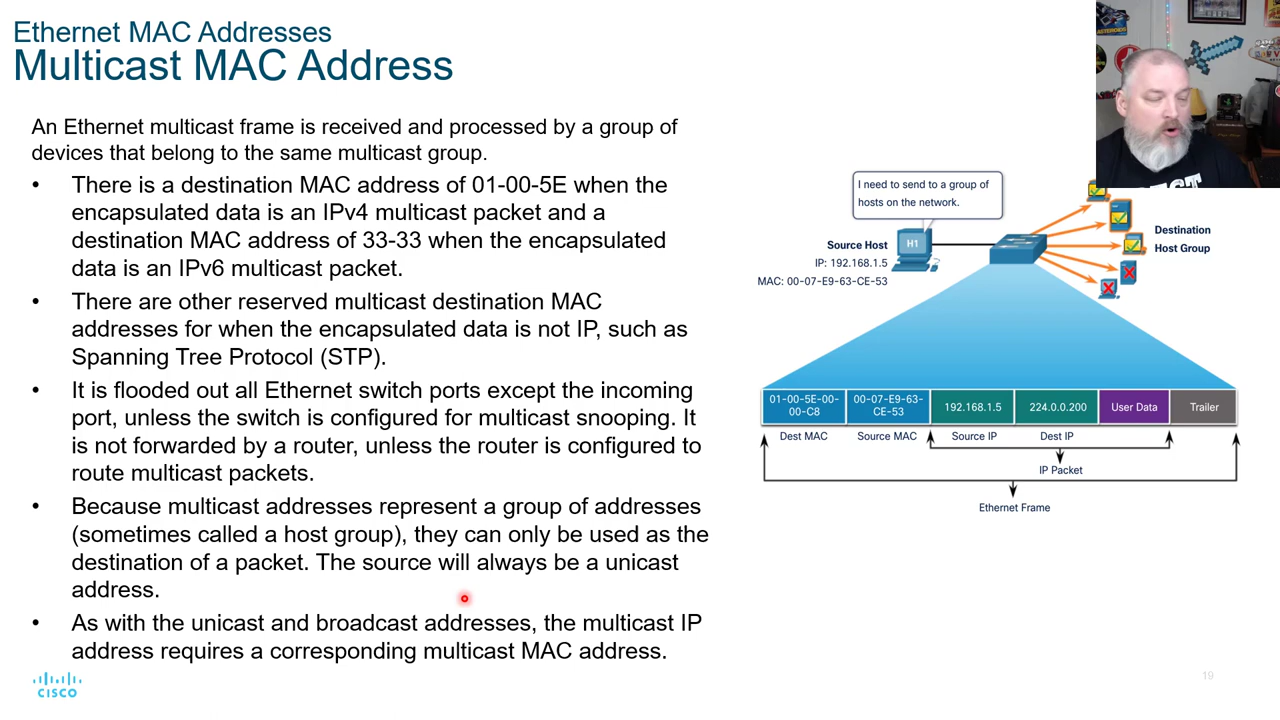 Ethernet MAC Addresses
Multicast MAC Address
An Ethernet multicast frame is received and processed by a group of
devices that belong to the same multicast group.
• There is a destination MAC address of 01-00-5E when the
encapsulated data is an IPv4 multicast packet and a
destination MAC address of 33-33 when the encapsulated
data is an IPv6 multicast packet.
• There are other reserved multicast destination MAC
addresses for when the encapsulated data is not IP, such as
Spanning Tree Protocol (STP).
• It is flooded out all Ethernet switch ports except the incoming
port, unless the switch is configured for multicast snooping. It
is not forwarded by a router, unless the router is configured to
route multicast packets.
• Because multicast addresses represent a group of addresses
(sometimes called a host group), they can only be used as the
destination of a packet. The source will always be a unicast
address.
• As with the unicast and broadcast addresses, the multicast IP
address requires a corresponding multicast MAC address.
I need to send to a group of
hosts on the network.
H1
Source Host
IP: 192.168.1.5
MAC: 00-07-E9-63-CE-53
Destination
Host Group
01-00-5E-00-
00-C8
00-07-E9-63-
CE-53
192.168.1.5
224.0.0.200
User Data
Trailer
Dest MAC
Source MAC
Source IP
Dest IP
IP Packet
Ethernet Frame
CISCO
19